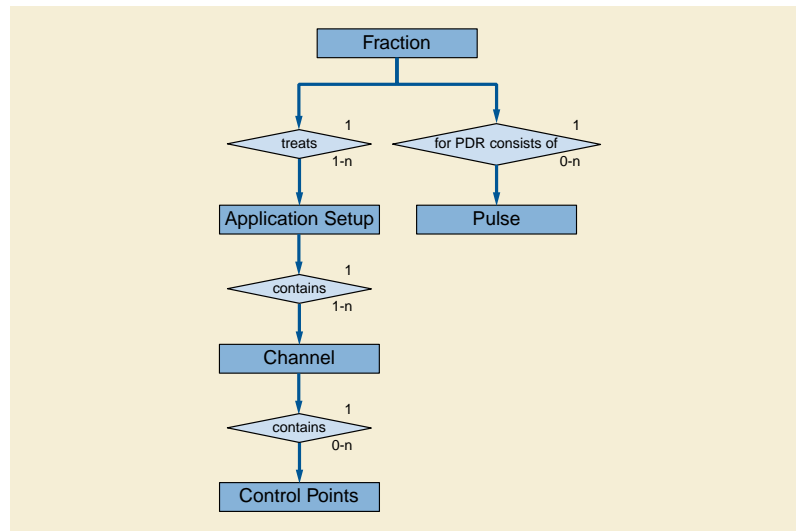 Fraction
1
treats
1-n
1
for PDR consists of
0-n
Application Setup
Pulse
1
contains
1-n
Channel
1
contains
0-n
Control Points